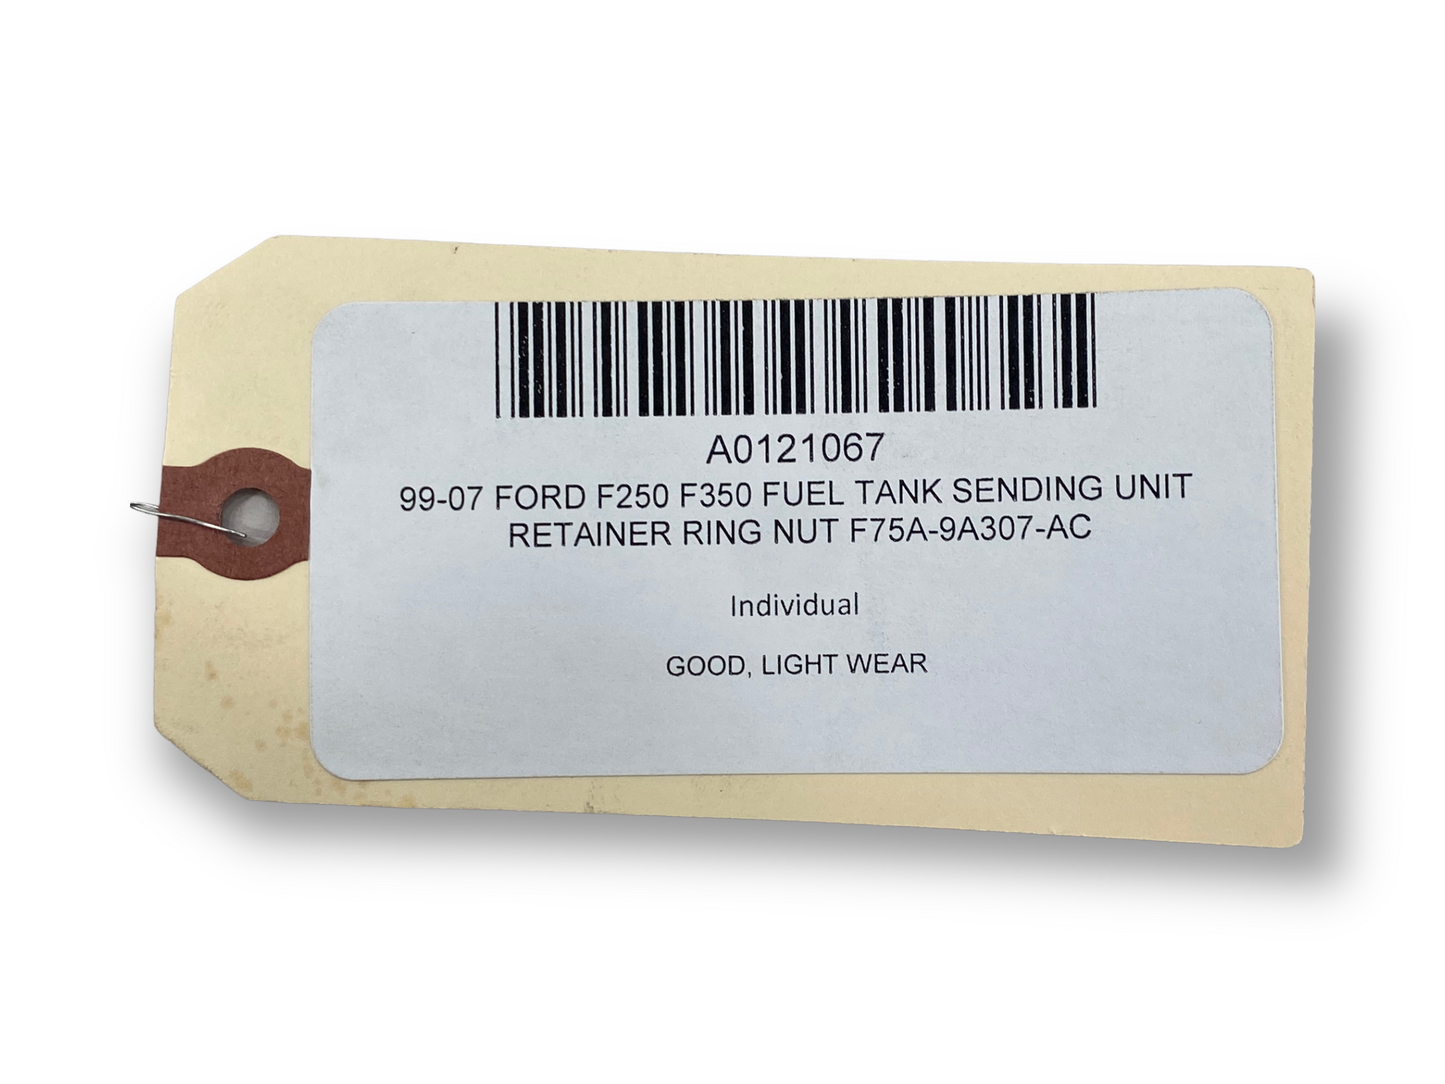 A0121067
99-07 FORD F250 F350 FUEL TANK SENDING UNIT
RETAINER RING NUT F75A-9A307-AC
Individual
GOOD, LIGHT WEAR